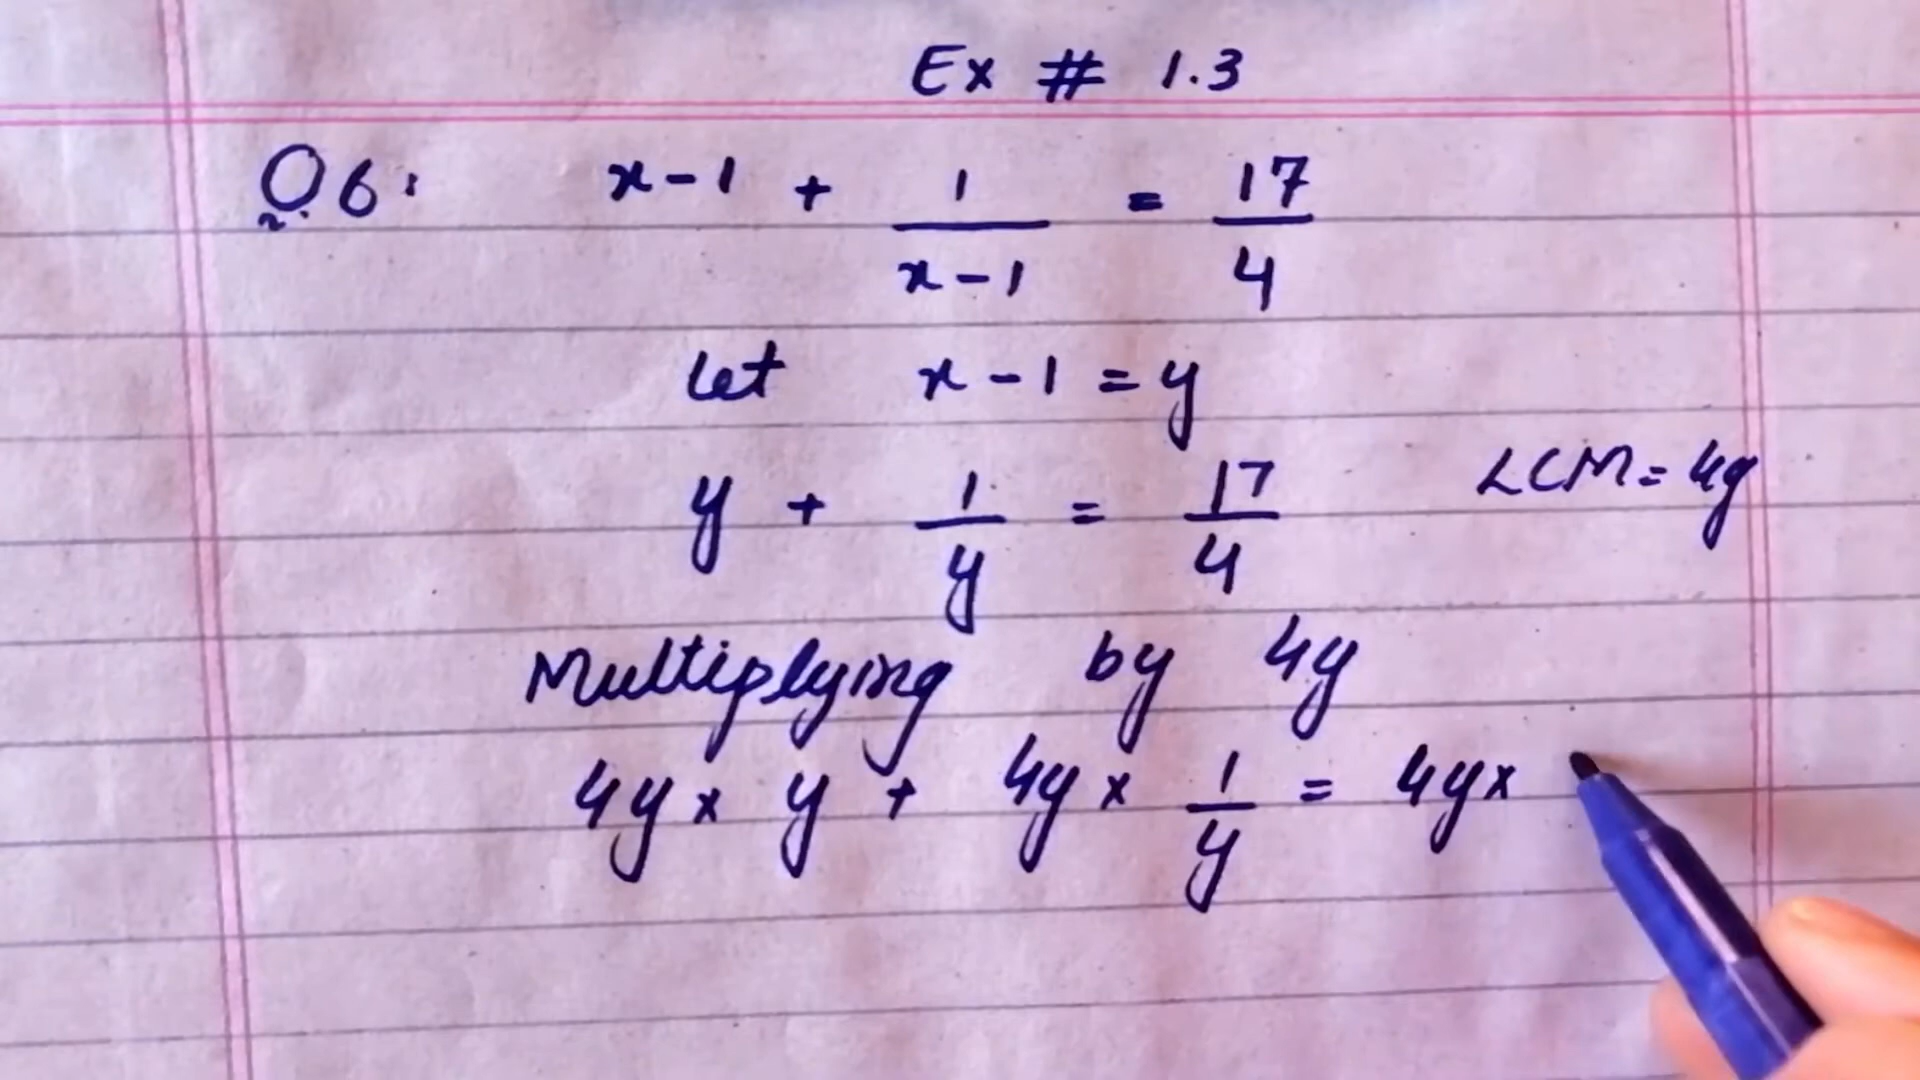 Ex # 1.3
Q6: x-1 + 1/(x-1) = 17/4
Let x-1 = y
y + 1/y = 17/4 LCM = 4y
Multiplying by 4y
4y × y + 4y × 1/y = 4y ×